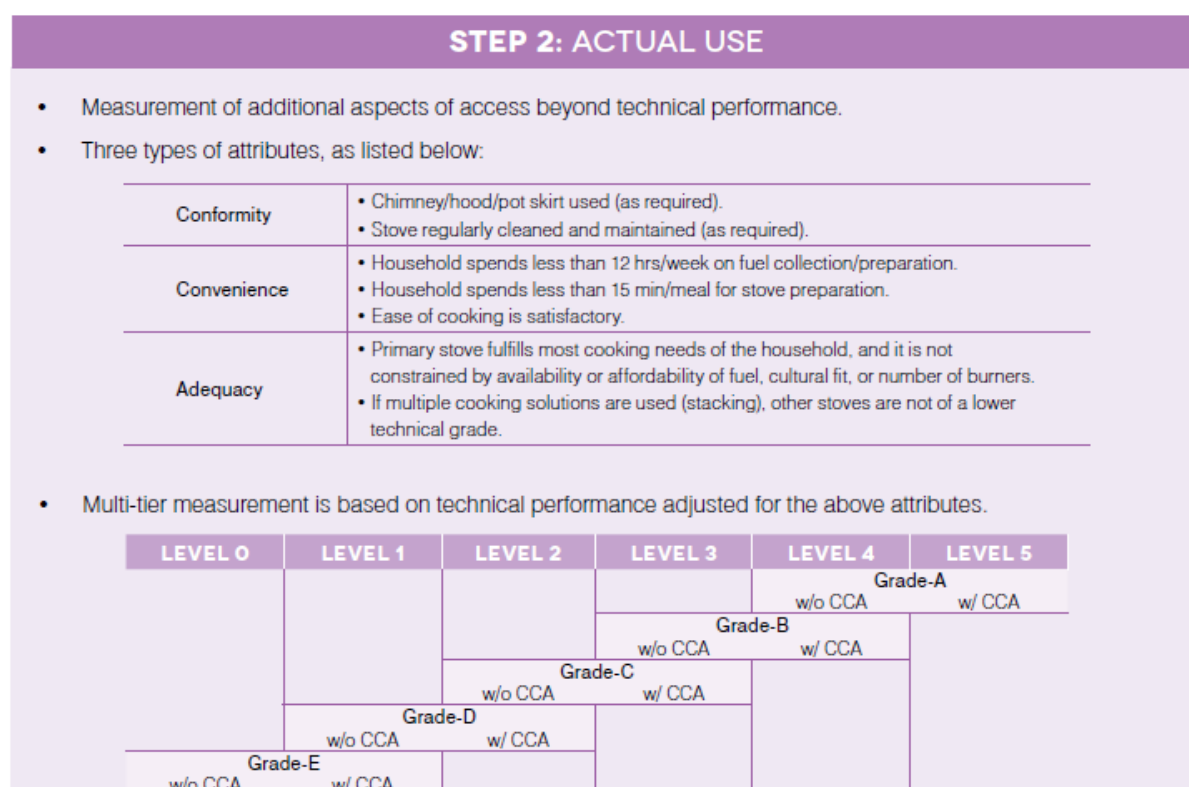 STEP 2: ACTUAL USE
• Measurement of additional aspects of access beyond technical performance.
• Three types of attributes, as listed below:
Conformity
• Chimney/hood/pot skirt used (as required).
• Stove regularly cleaned and maintained (as required).
Convenience
• Household spends less than 12 hrs/week on fuel collection/preparation.
• Household spends less than 15 min/meal for stove preparation.
• Ease of cooking is satisfactory.
Adequacy
• Primary stove fulfills most cooking needs of the household, and it is not
constrained by availability or affordability of fuel, cultural fit, or number of burners.
• If multiple cooking solutions are used (stacking), other stoves are not of a lower
technical grade.
• Multi-tier measurement is based on technical performance adjusted for the above attributes.
LEVEL 0 LEVEL 1 LEVEL 2 LEVEL 3 LEVEL 4 LEVEL 5
Grade-A
w/o CCA w/ CCA
Grade-B
w/o CCA w/ CCA
Grade-C
w/o CCA w/ CCA
Grade-D
w/o CCA w/ CCA
Grade-E
w/o CCA w/ CCA